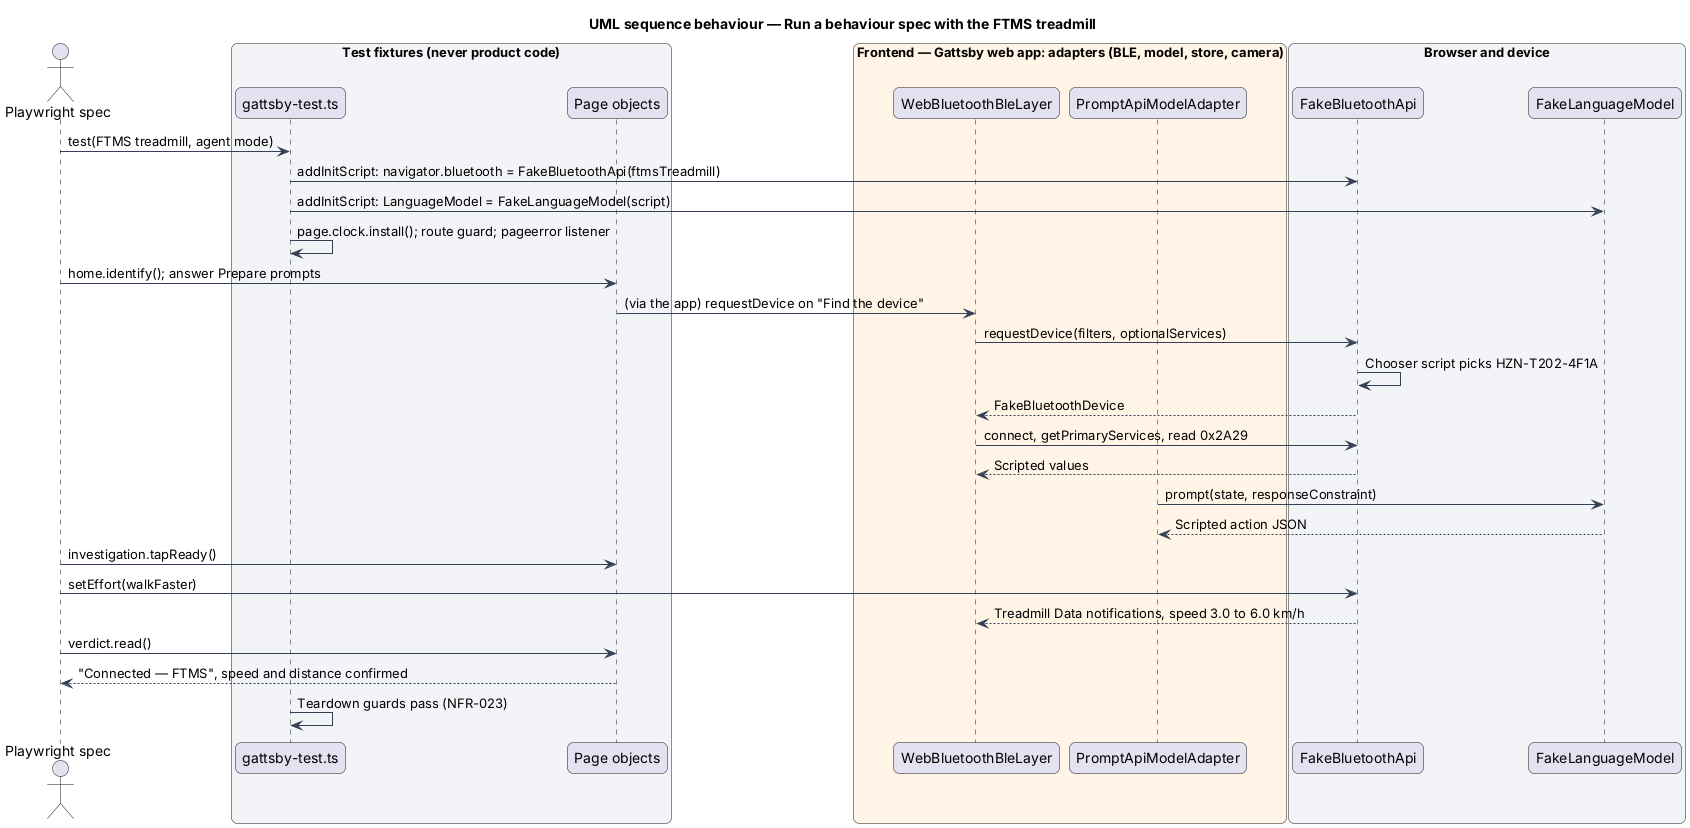 UML sequence behaviour — Run a behaviour spec with the FTMS treadmill
Test fixtures (never product code)
Frontend — Gattsby web app: adapters (BLE, model, store, camera)
Browser and device
Playwright spec
gattsby-test.ts
Page objects
WebBluetoothBleLayer
PromptApiModelAdapter
FakeBluetoothApi
FakeLanguageModel
test(FTMS treadmill, agent mode)
addInitScript: navigator.bluetooth = FakeBluetoothApi(ftmsTreadmill)
addInitScript: LanguageModel = FakeLanguageModel(script)
page.clock.install(); route guard; pageerror listener
home.identify(); answer Prepare prompts
(via the app) requestDevice on "Find the device"
requestDevice(filters, optionalServices)
Chooser script picks HZN-T202-4F1A
FakeBluetoothDevice
connect, getPrimaryServices, read 0x2A29
Scripted values
prompt(state, responseConstraint)
Scripted action JSON
investigation.tapReady()
setEffort(walkFaster)
Treadmill Data notifications, speed 3.0 to 6.0 km/h
verdict.read()
"Connected — FTMS", speed and distance confirmed
Teardown guards pass (NFR-023)
Playwright spec
gattsby-test.ts
Page objects
WebBluetoothBleLayer
PromptApiModelAdapter
FakeBluetoothApi
FakeLanguageModel